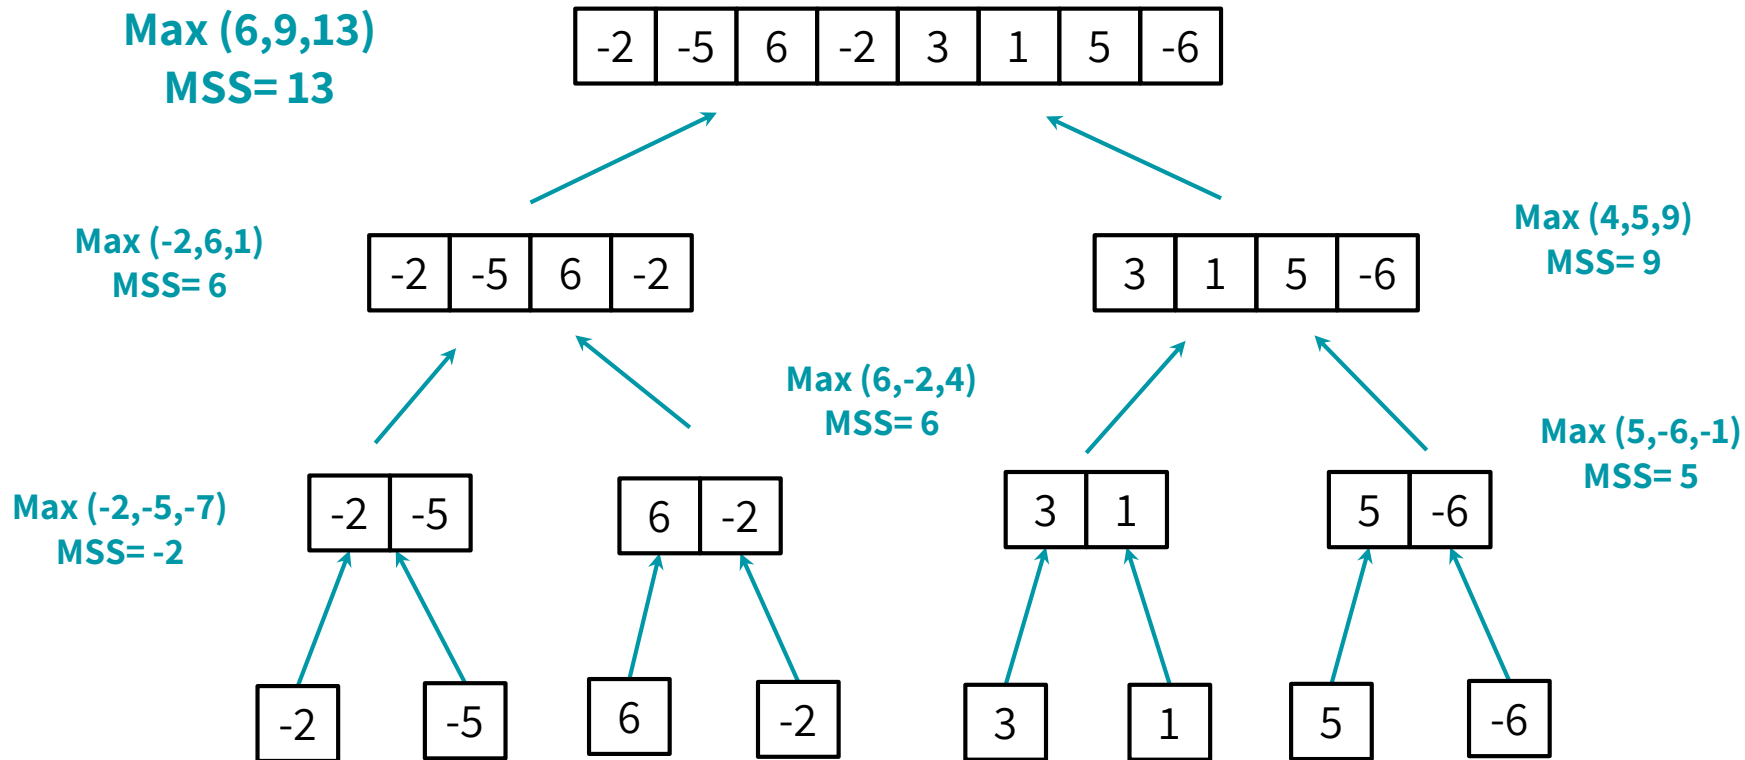 Max (6,9,13)
MSS= 13
-2 -5 6 -2 3 1 5 -6
Max (-2,6,1)
MSS= 6
-2 -5 6 -2
3 1 5 -6
Max (4,5,9)
MSS= 9
Max (6,-2,4)
MSS= 6
Max (5,-6,-1)
MSS= 5
Max (-2,-5,-7)
MSS= -2
-2 -5
6 -2
3 1
5 -6
-2
-5
6
-2
3
1
5
-6